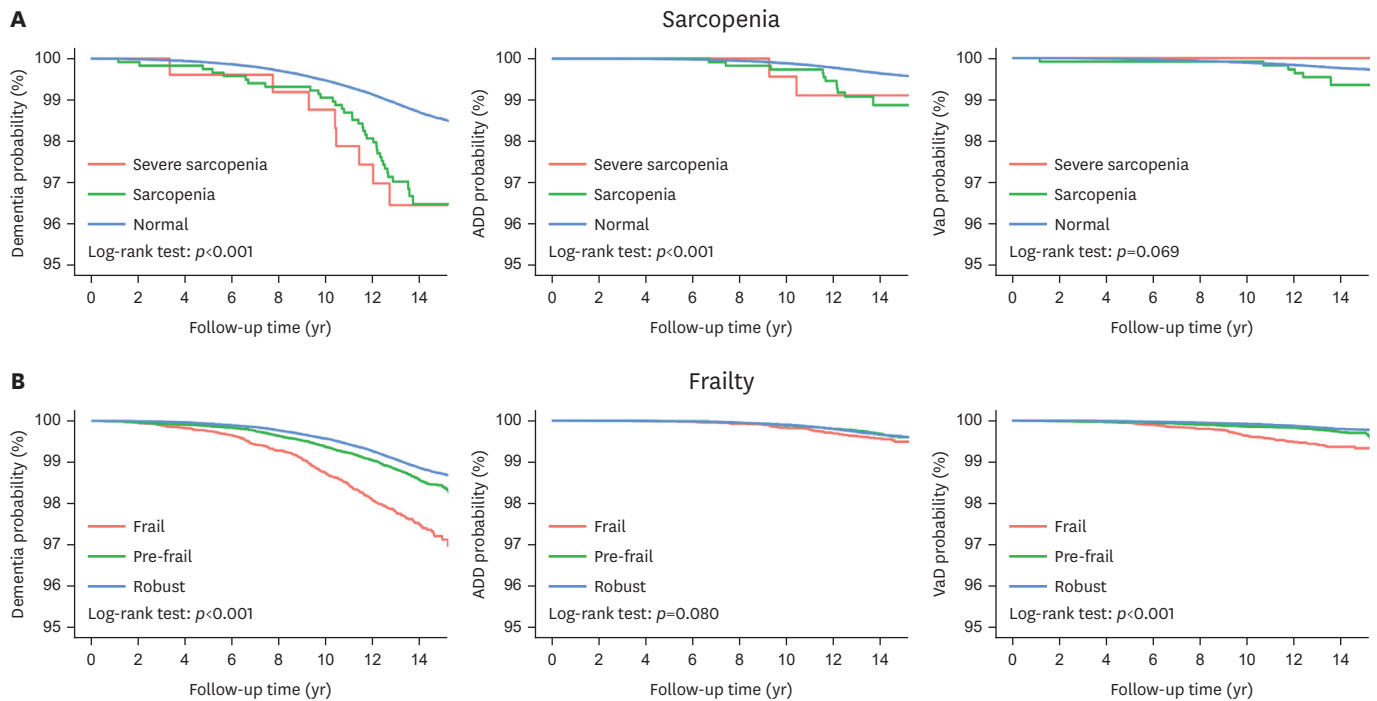 A
Sarcopenia
Dementia probability (%)
100
99
98
97
96
95
Severe sarcopenia
Sarcopenia
Normal
Log-rank test: p<0.001
0 2 4 6 8 10 12 14
Follow-up time (yr)
ADD probability (%)
100
99
98
97
96
95
Severe sarcopenia
Sarcopenia
Normal
Log-rank test: p<0.001
0 2 4 6 8 10 12 14
Follow-up time (yr)
VaD probability (%)
100
99
98
97
96
95
Severe sarcopenia
Sarcopenia
Normal
Log-rank test: p=0.069
0 2 4 6 8 10 12 14
Follow-up time (yr)
B
Frailty
Dementia probability (%)
100
99
98
97
96
95
Frail
Pre-frail
Robust
Log-rank test: p<0.001
0 2 4 6 8 10 12 14
Follow-up time (yr)
ADD probability (%)
100
99
98
97
96
95
Frail
Pre-frail
Robust
Log-rank test: p=0.080
0 2 4 6 8 10 12 14
Follow-up time (yr)
VaD probability (%)
100
99
98
97
96
95
Frail
Pre-frail
Robust
Log-rank test: p<0.001
0 2 4 6 8 10 12 14
Follow-up time (yr)